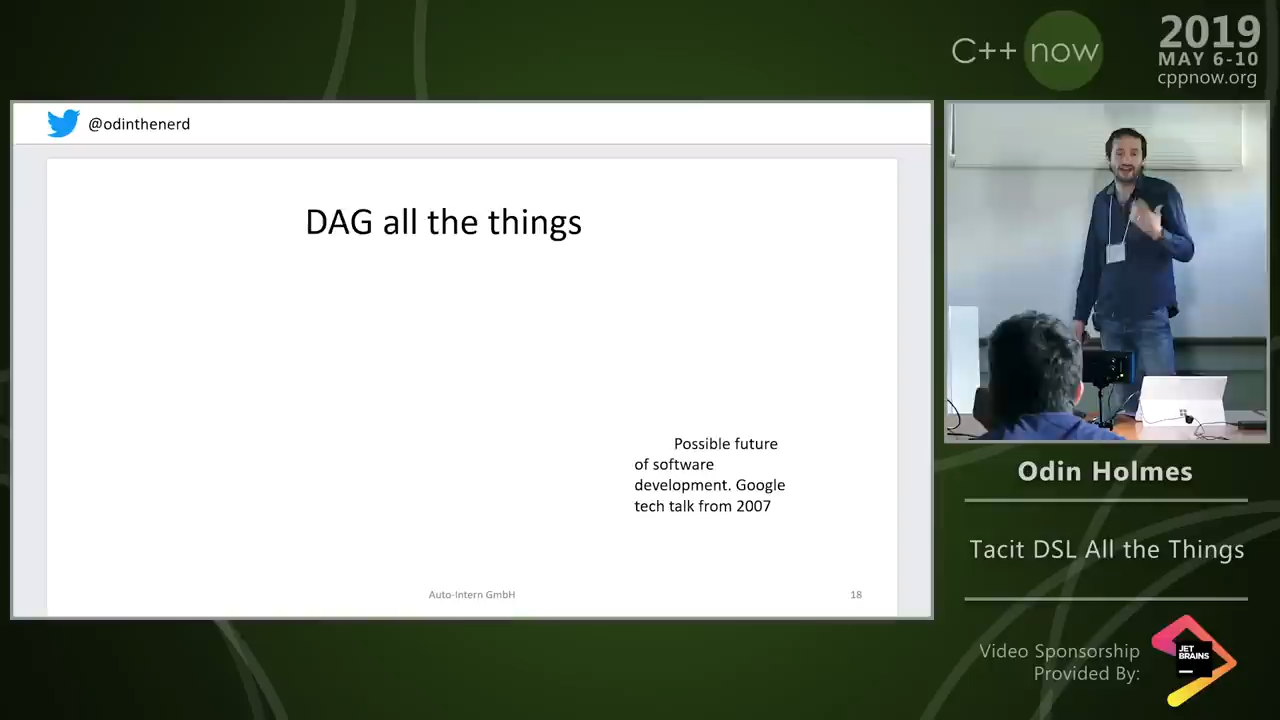 C++ now
2019
MAY 6-10
cppnow.org
@odinthenerd
DAG all the things
Possible future
of software
development. Google
tech talk from 2007
Auto-Intern GmbH
18
Odin Holmes
Tacit DSL All the Things
Video Sponsorship
Provided By:
JET
BRAINS